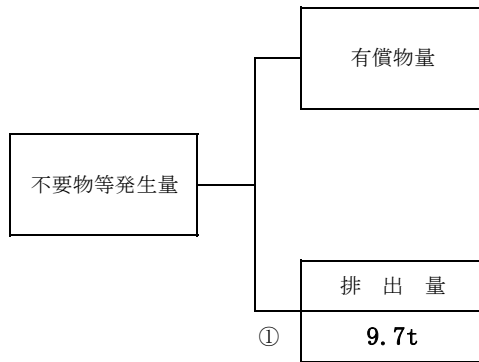 有償物量
不要物等発生量
排 出 量
① 9.7t